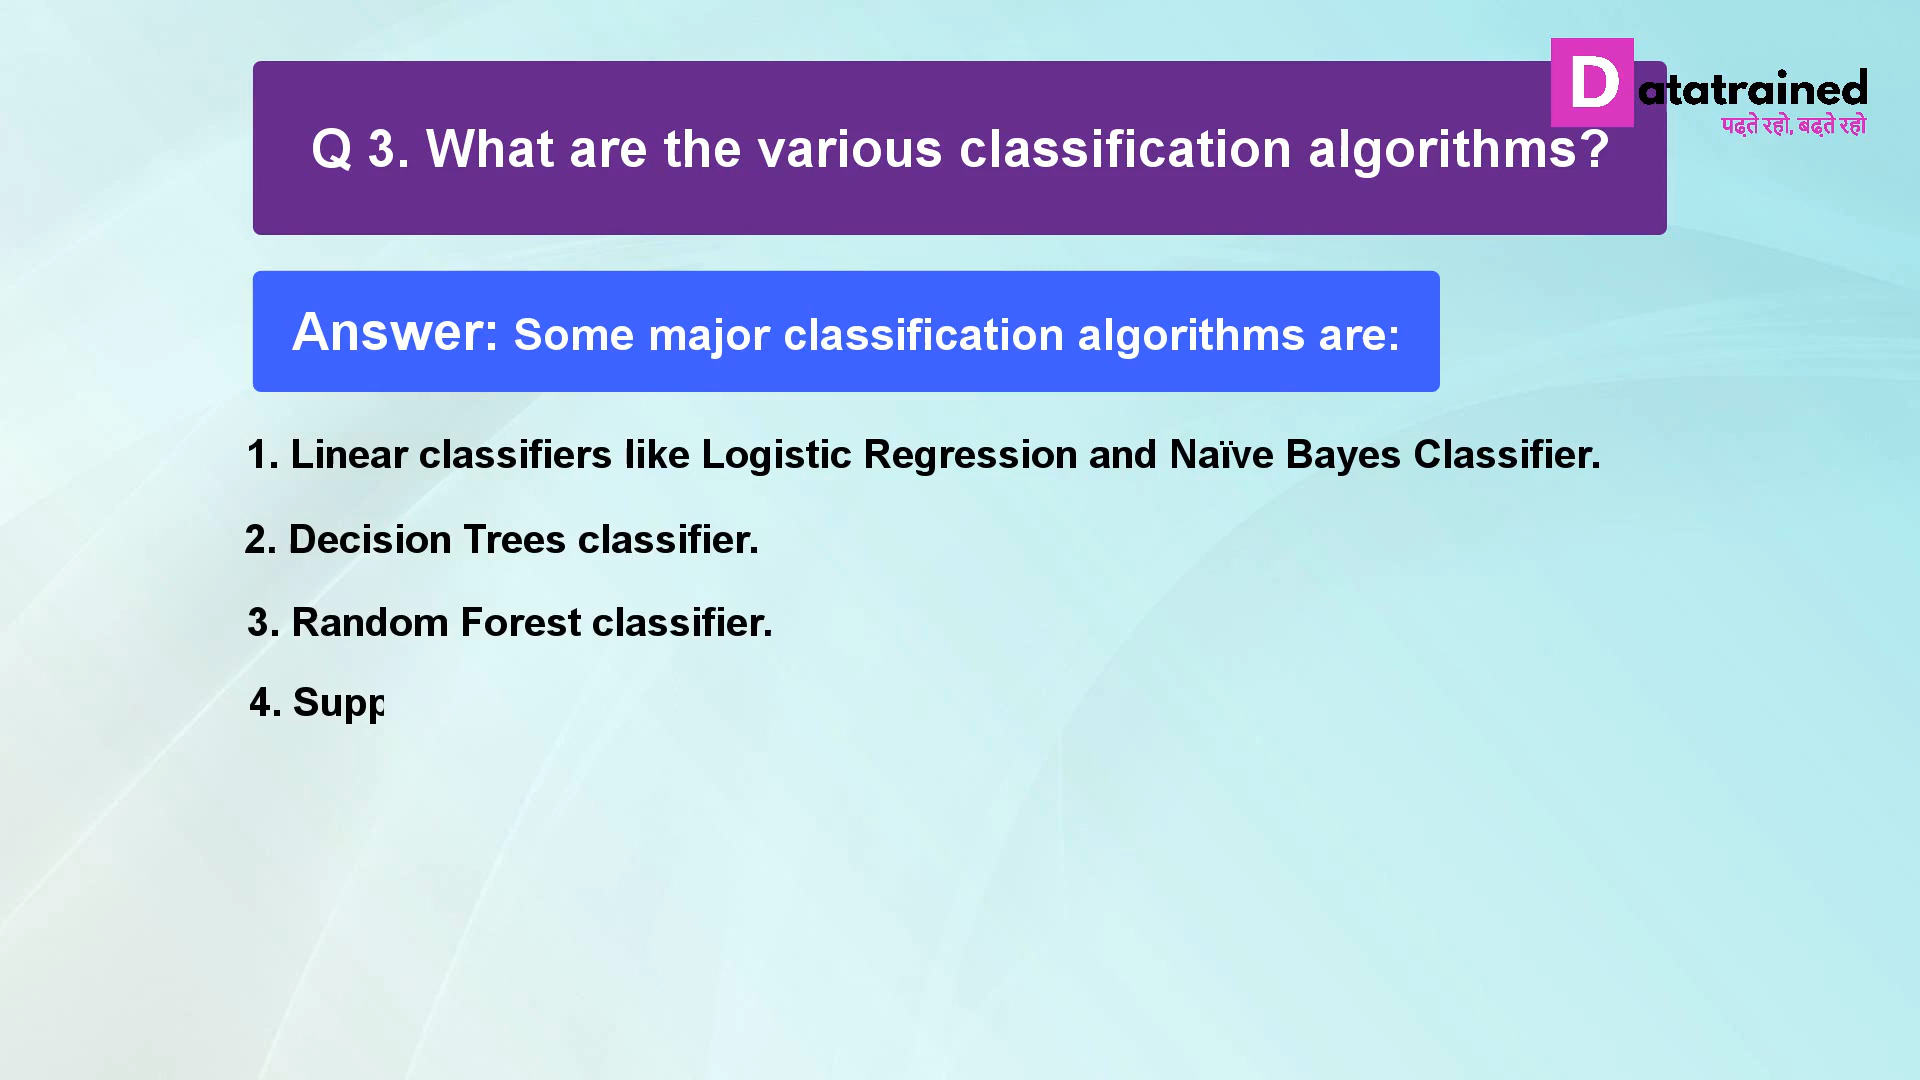 Datatrained
पढ़ते रहो, बढ़ते रहो
Q 3. What are the various classification algorithms?
Answer: Some major classification algorithms are:
1. Linear classifiers like Logistic Regression and Naïve Bayes Classifier.
2. Decision Trees classifier.
3. Random Forest classifier.
4. Supp